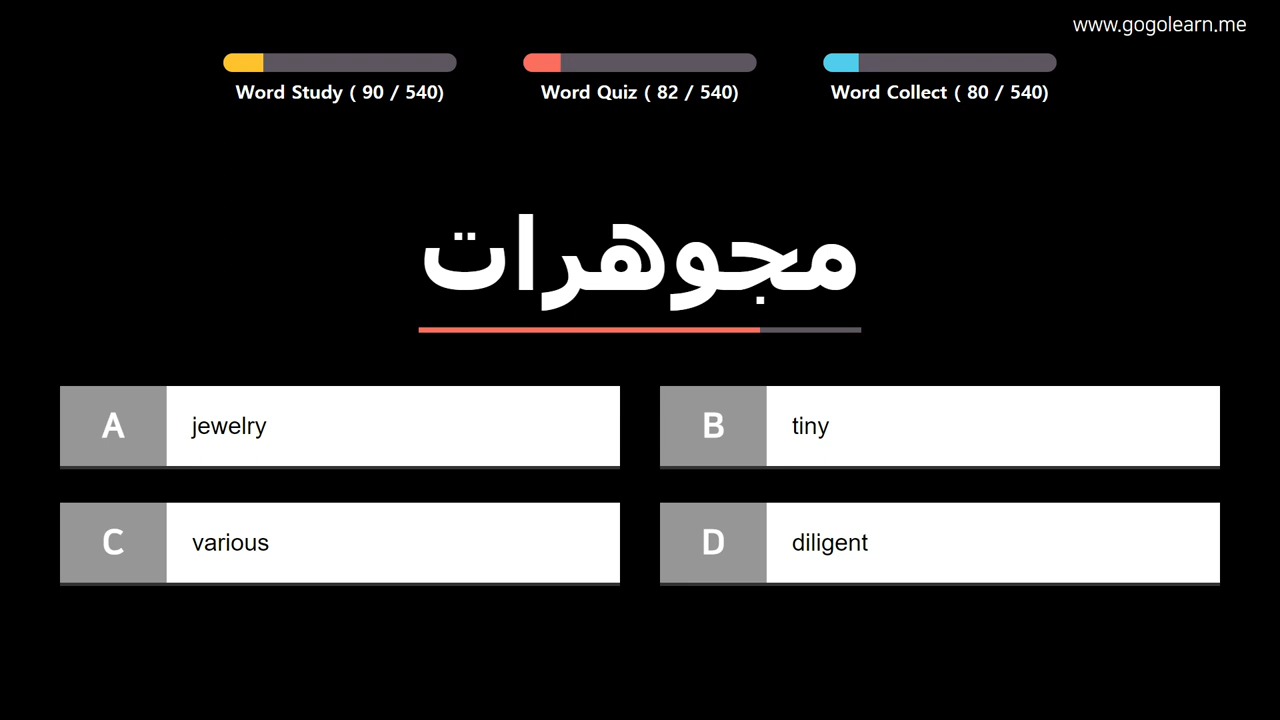 www.gogolearn.me
Word Study ( 90 / 540)
Word Quiz ( 82 / 540)
Word Collect ( 80 / 540)
مجوهرات
A jewelry
B tiny
C various
D diligent